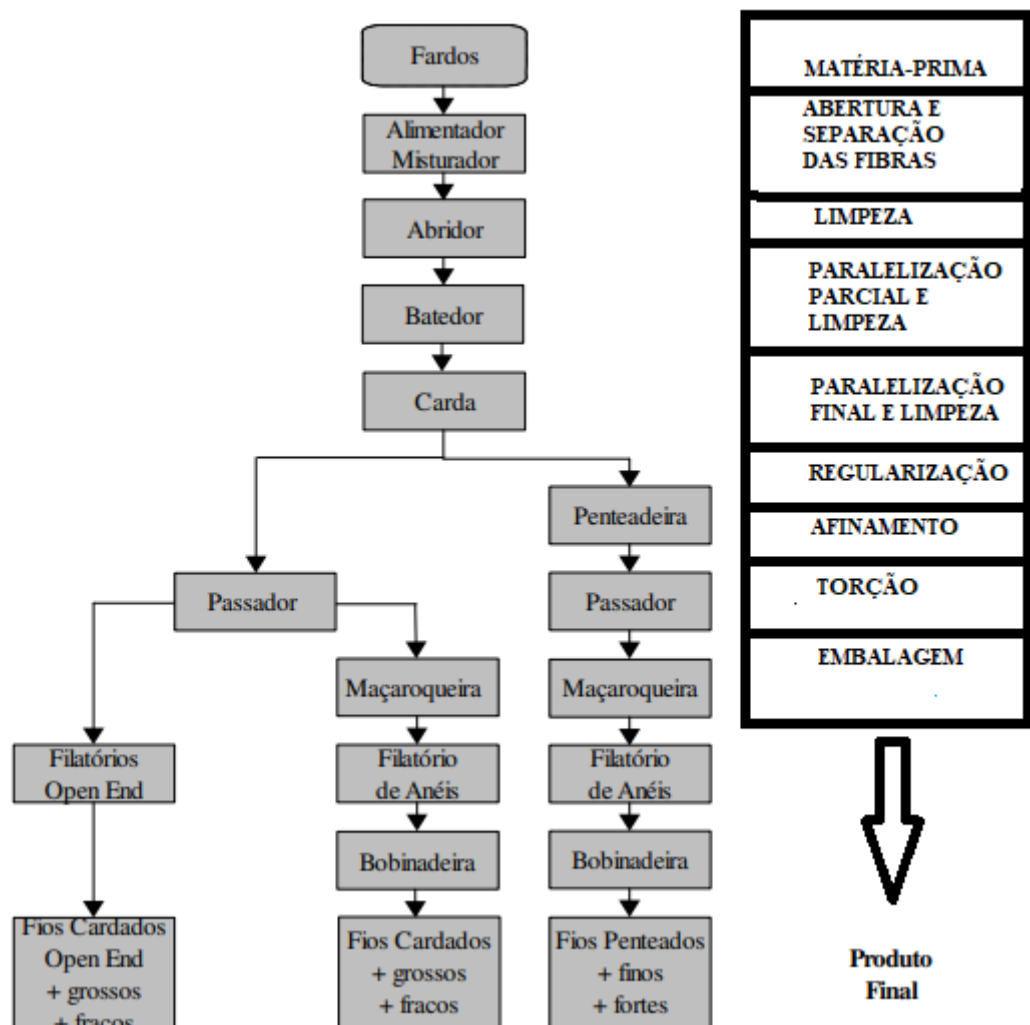 Fardos
Alimentador
Misturador
Abridor
Batedor
Carda
Penteadeira
Passador
Passador
Maçaroqueira
Maçaroqueira
Filatórios
Open End
Filatório
de Anéis
Filatório
de Anéis
Bobinadeira
Bobinadeira
Fios Cardados
Open End
+ grossos
+ fracos
Fios Cardados
+ grossos
+ fracos
Fios Penteados
+ finos
+ fortes
MATÉRIA-PRIMA
ABERTURA E
SEPARAÇÃO
DAS FIBRAS
LIMPEZA
PARALELIZAÇÃO
PARCIAL E
LIMPEZA
PARALELIZAÇÃO
FINAL E LIMPEZA
REGULARIZAÇÃO
AFINAMENTO
TORÇÃO
EMBALAGEM
Produto
Final